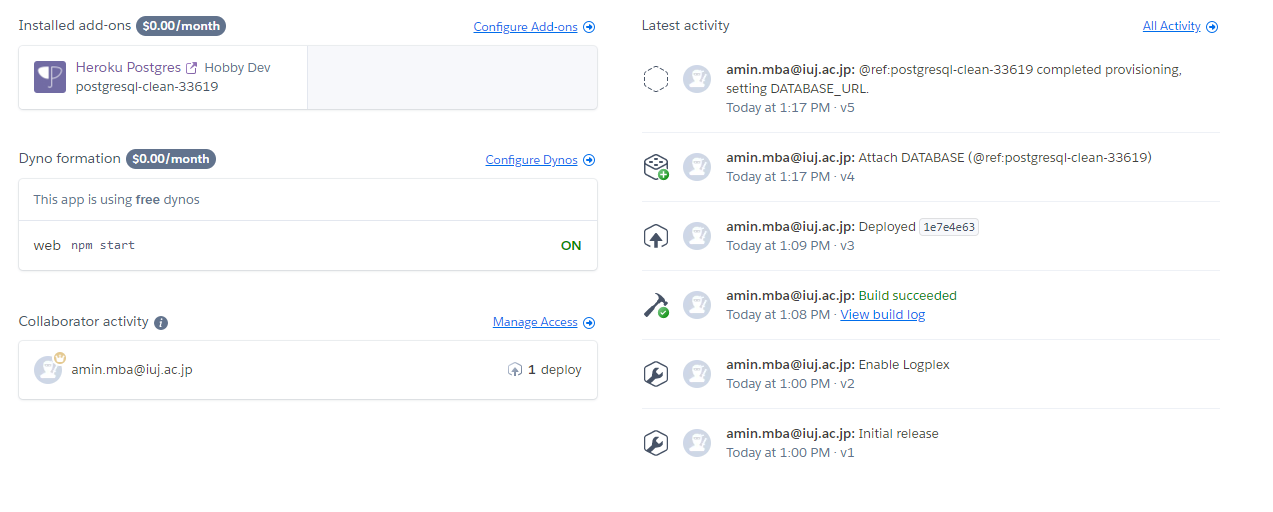 Installed add-ons $0.00/month Configure Add-ons
Heroku Postgres Hobby Dev
postgresql-clean-33619
Dyno formation $0.00/month Configure Dynos
This app is using free dynos
web npm start ON
Collaborator activity i Manage Access
amin.mba@iuj.ac.jp 1 deploy
Latest activity All Activity
amin.mba@iuj.ac.jp: @ref:postgresql-clean-33619 completed provisioning,
setting DATABASE_URL.
Today at 1:17 PM · v5
amin.mba@iuj.ac.jp: Attach DATABASE (@ref:postgresql-clean-33619)
Today at 1:17 PM · v4
amin.mba@iuj.ac.jp: Deployed 1e7e4e63
Today at 1:09 PM · v3
amin.mba@iuj.ac.jp: Build succeeded
Today at 1:08 PM · View build log
amin.mba@iuj.ac.jp: Enable Logplex
Today at 1:00 PM · v2
amin.mba@iuj.ac.jp: Initial release
Today at 1:00 PM · v1